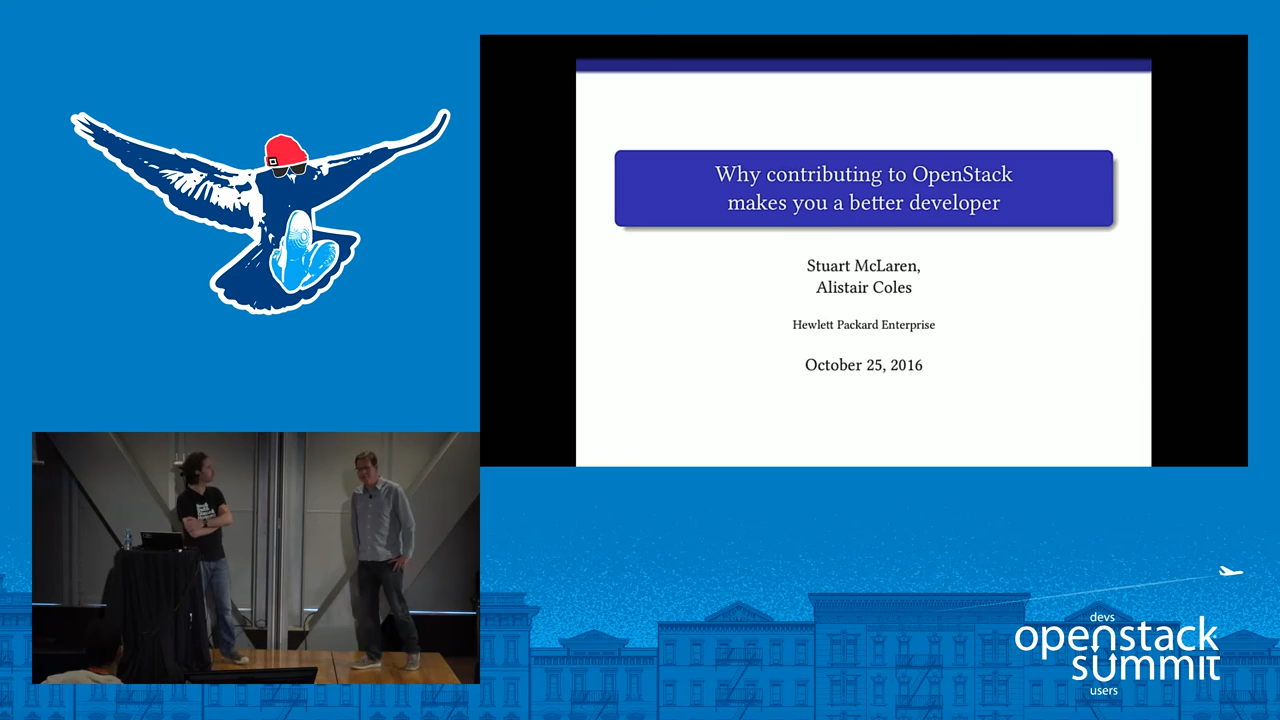 Why contributing to OpenStack
makes you a better developer
Stuart McLaren,
Alistair Coles
Hewlett Packard Enterprise
October 25, 2016
devs
openstack
summit
users